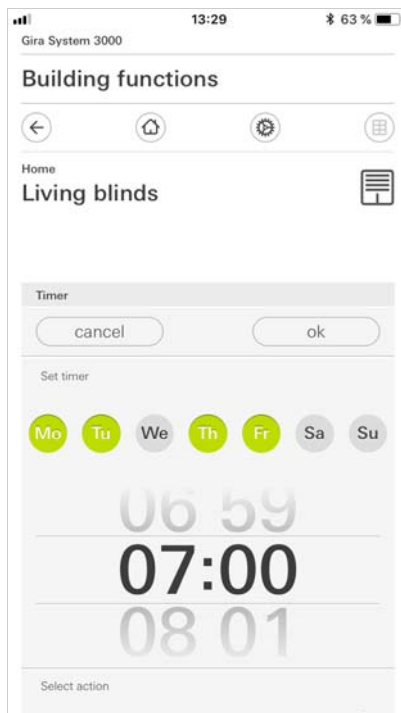 13:29 63 %
Gira System 3000
Building functions
Home
Living blinds
Timer
cancel ok
Set timer
Mo Tu We Th Fr Sa Su
06 59
07:00
08 01
Select action